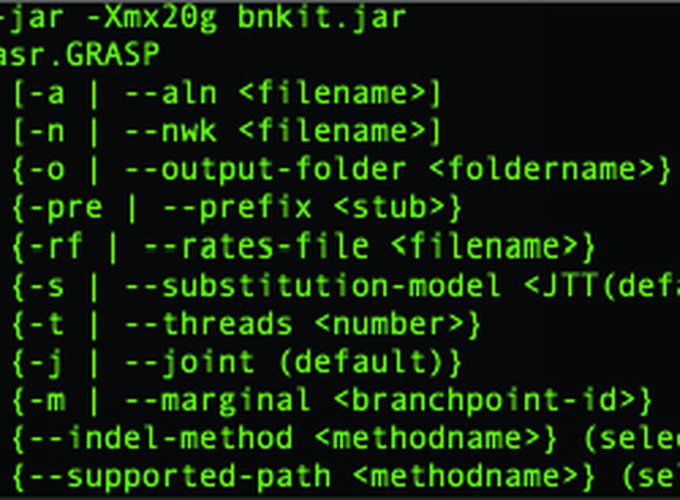 -jar -Xmx20g bnkit.jar
asr.GRASP
[-a | --aln <filename>]
[-n | --nwk <filename>]
{-o | --output-folder <foldername>}
{-pre | --prefix <stub>}
{-rf | --rates-file <filename>}
{-s | --substitution-model <JTT(defa
{-t | --threads <number>}
{-j | --joint (default)}
{-m | --marginal <branchpoint-id>}
{--indel-method <methodname>} (sele
{--supported-path <methodname>} (sel